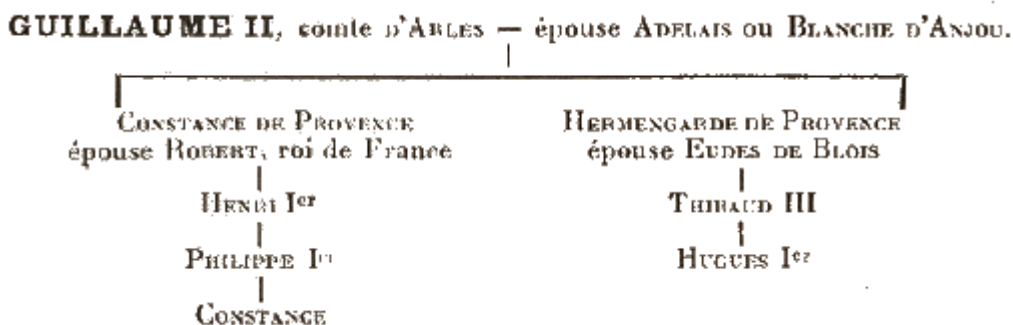 GUILLAUME II, comte d'Arles — épouse Adelais ou Blanche d'Anjou.
Constance de Provence
épouse Robert, roi de France
Henri Ier
Philippe Ier
Constance
Hermengarde de Provence
épouse Eudes de Blois
Thibaud III
Hugues Ier